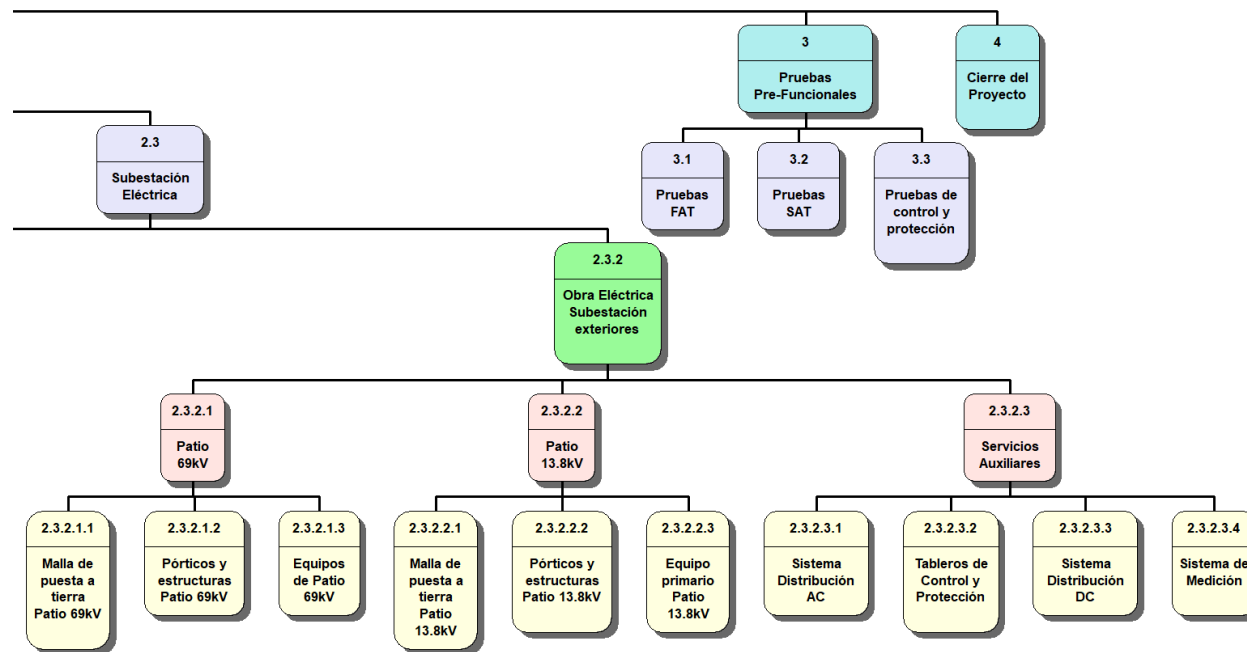 3
Pruebas
Pre-Funcionales
4
Cierre del
Proyecto
2.3
Subestación
Eléctrica
3.1
Pruebas
FAT
3.2
Pruebas
SAT
3.3
Pruebas de
control y
protección
2.3.2
Obra Eléctrica
Subestación
exteriores
2.3.2.1
Patio
69kV
2.3.2.2
Patio
13.8kV
2.3.2.3
Servicios
Auxiliares
2.3.2.1.1
Malla de
puesta a
tierra
Patio 69kV
2.3.2.1.2
Pórticos y
estructuras
Patio 69kV
2.3.2.1.3
Equipos
de Patio
69kV
2.3.2.2.1
Malla de
puesta a
tierra
Patio
13.8kV
2.3.2.2.2
Pórticos y
estructuras
Patio 13.8kV
2.3.2.2.3
Equipo
primario
Patio
13.8kV
2.3.2.3.1
Sistema
Distribución
AC
2.3.2.3.2
Tableros de
Control y
Protección
2.3.2.3.3
Sistema
Distribución
DC
2.3.2.3.4
Sistema de
Medición